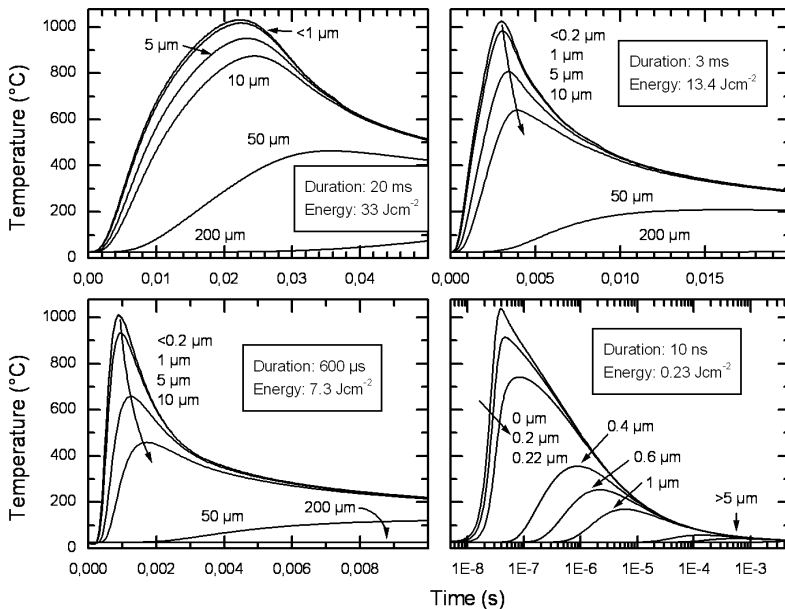 Temperature (°C)
1000
800
600
400
200
0
5 µm
<1 µm
10 µm
50 µm
200 µm
Duration: 20 ms
Energy: 33 Jcm-2
0,00
0,01
0,02
0,03
0,04
<0.2 µm
1 µm
5 µm
10 µm
Duration: 3 ms
Energy: 13.4 Jcm-2
50 µm
200 µm
0,000
0,005
0,010
0,015
Temperature (°C)
1000
800
600
400
200
0
<0.2 µm
1 µm
5 µm
10 µm
Duration: 600 µs
Energy: 7.3 Jcm-2
50 µm
200 µm
0,000
0,002
0,004
0,006
0,008
Duration: 10 ns
Energy: 0.23 Jcm-2
0 µm
0.2 µm
0.22 µm
0.4 µm
0.6 µm
1 µm
>5 µm
1E-8
1E-7
1E-6
1E-5
1E-4
1E-3
Time (s)